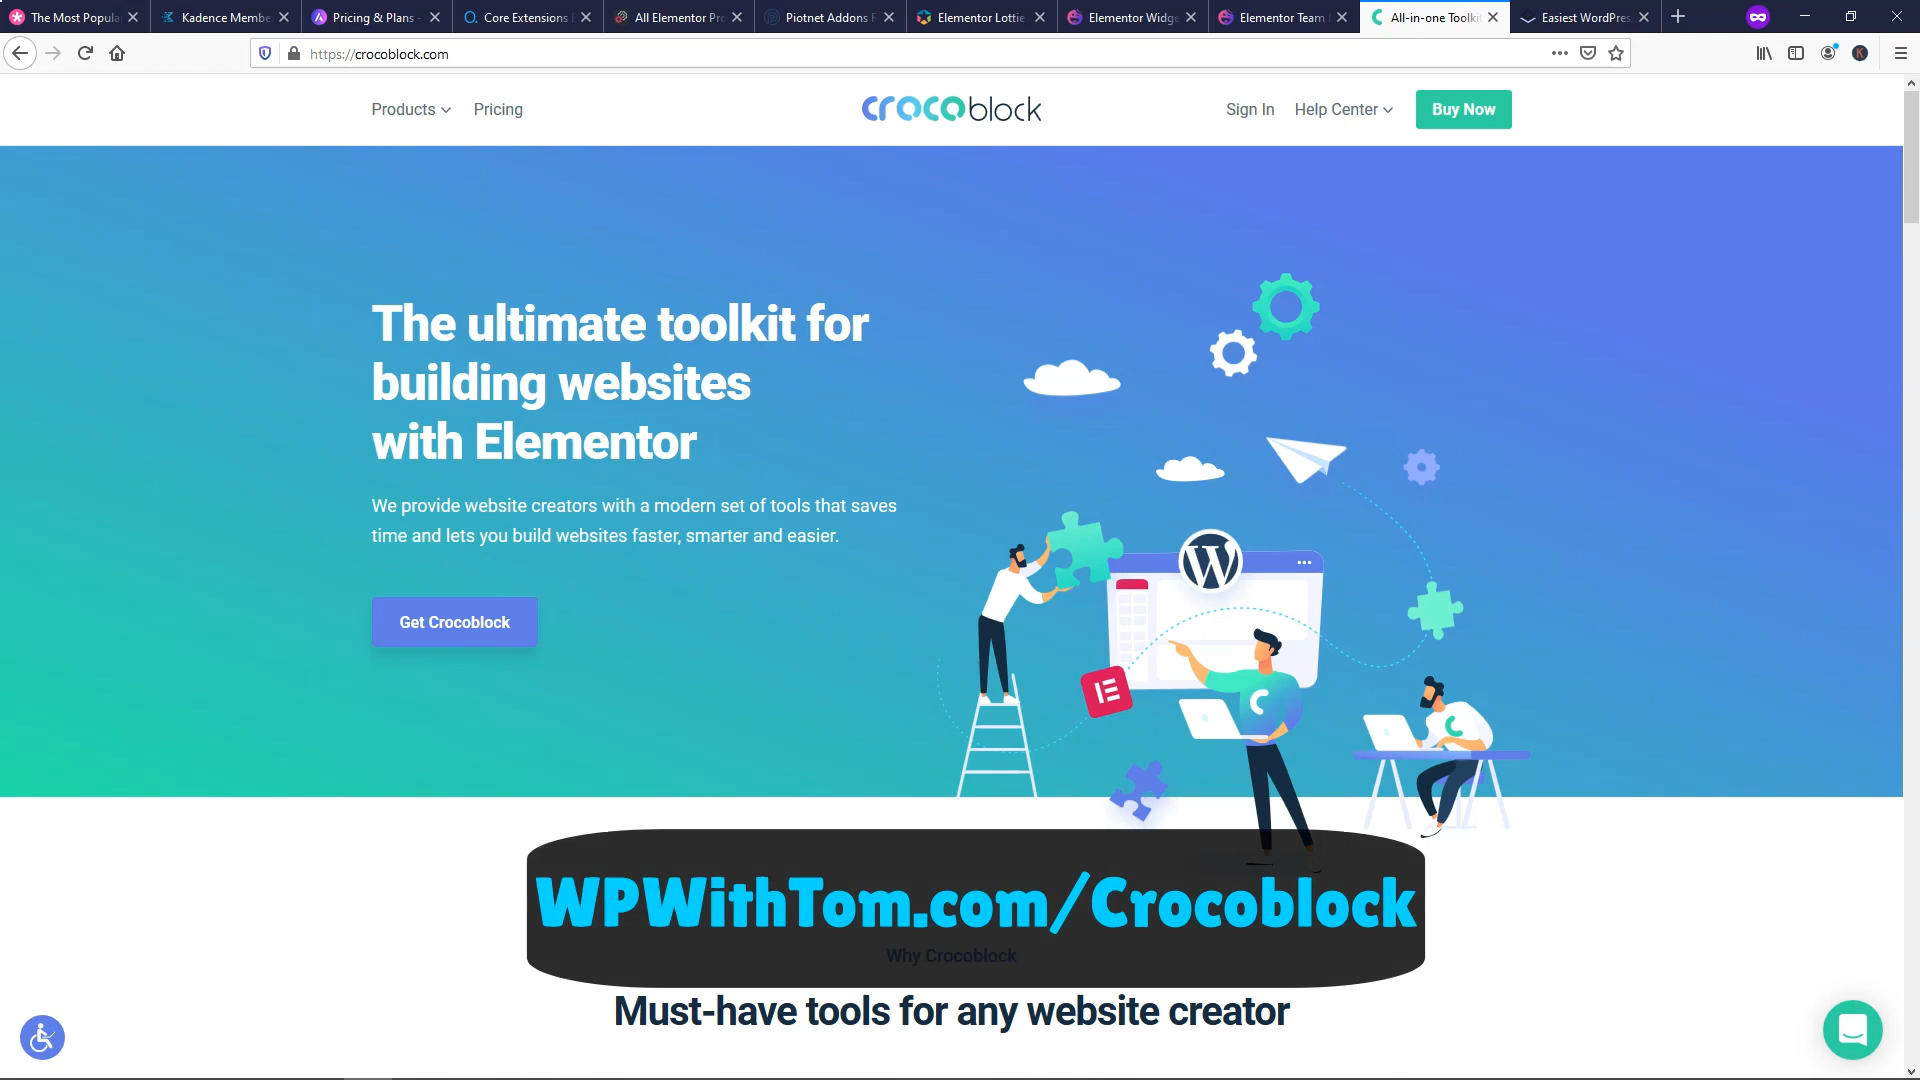 The Most Popula
Kadence Membe
Pricing & Plans -
Core Extensions
All Elementor Pro
Piotnet Addons F
Elementor Lottie
Elementor Widge
Elementor Team
All-in-one Toolki
Easiest WordPres
https://crocoblock.com
Products
Pricing
crocoblock
Sign In
Help Center
Buy Now
The ultimate toolkit for
building websites
with Elementor
We provide website creators with a modern set of tools that saves
time and lets you build websites faster, smarter and easier.
Get Crocoblock
WPWithTom.com/Crocoblock
Why Crocoblock
Must-have tools for any website creator